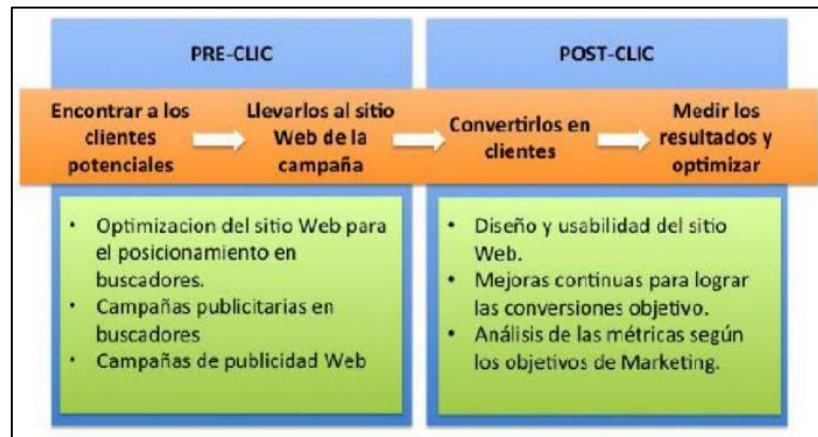 PRE-CLIC
POST-CLIC
Encontrar a los
clientes
potenciales
Llevarlos al sitio
Web de la
campaña
Convertirlos en
clientes
Medir los
resultados y
optimizar
• Optimizacion del sitio Web para
el posicionamiento en
buscadores.
• Campañas publicitarias en
buscadores
• Campañas de publicidad Web
• Diseño y usabilidad del sitio
Web.
• Mejoras continuas para lograr
las conversiones objetivo.
• Análisis de las métricas según
los objetivos de Marketing.